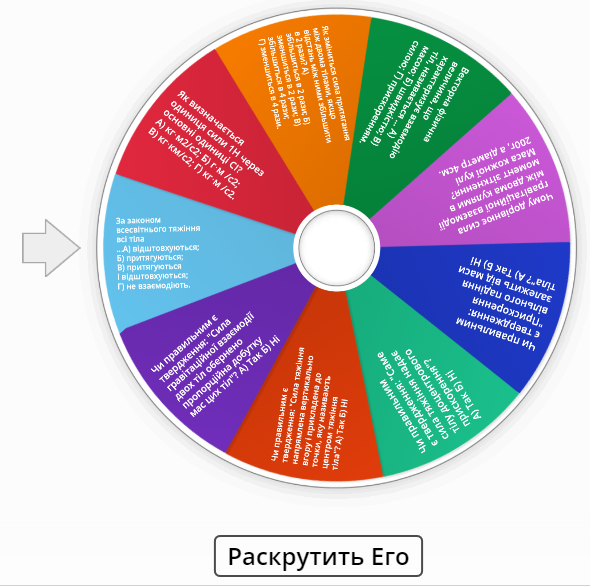 За законом
всесвітнього тяжіння
всі тіла
...А) відштовхуються;
Б) притягуються;
В) притягуються
і відштовхуються;
Г) не взаємодіють.
Як визначається
одиниця сили 1Н через
основні одиниці СІ?
А) кг·м2/с2; Б) г·м /с2;
В) кг·км/с2; Г) кг·м /с2.
Як зміниться сила притягання
між двома тілами, якщо
відстань між ними збільшити
в 2 рази? А)
збільшиться в 2 рази; Б)
зменшиться в 2 рази; В)
збільшиться в 4 рази;
Г) зменшиться в 4 рази.
Векторна фізична
величина, що
характеризує взаємодію
тіл, називається ... А)
масою; Б) швидкістю; В)
силою; Г) прискоренням.
Чому дорівнює сила
гравітаційної взаємодії
між двома кулями в
момент зіткнення?
Маса кожної кулі
200г, а діаметр 4см.
Чи правильним
є твердження:
"Прискорення
вільного падіння
залежить від маси
тіла"? А) Так Б) Ні
Чи правильним
є твердження: "Саме
сила тяжіння надає
тілу доцентрового
прискорення"?
А) Так Б) Ні
Чи правильним є
твердження: "Сила тяжіння
напрямлена вертикально
вгору і прикладена до
точки, яку називають
центром тяжіння
тіла"? А) Так Б) Ні
Чи правильним є
твердження: "Сила
гравітаційної взаємодії
двох тіл обернено
пропорційна добутку
мас цих тіл"? А)Так Б) Ні
Раскрутить Его